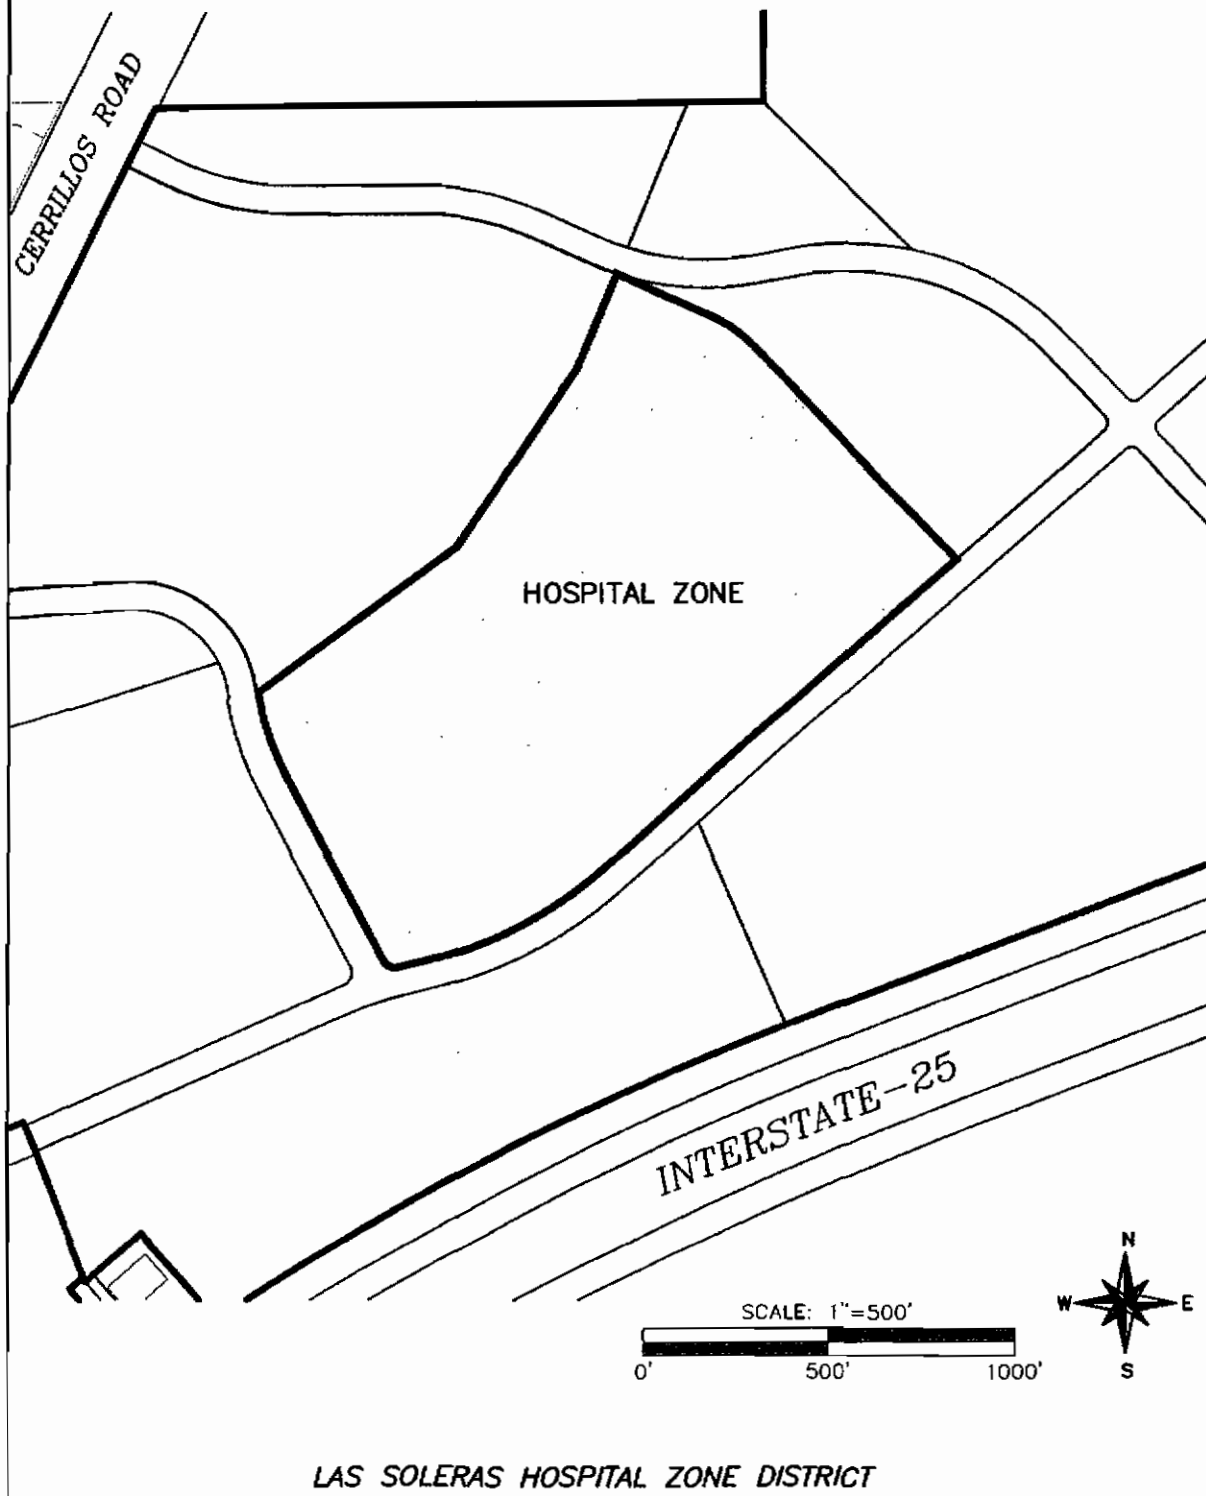 CERRILLOS ROAD
HOSPITAL ZONE
INTERSTATE-25
N
W E
S
SCALE: 1"=500'
0' 500' 1000'
LAS SOLERAS HOSPITAL ZONE DISTRICT